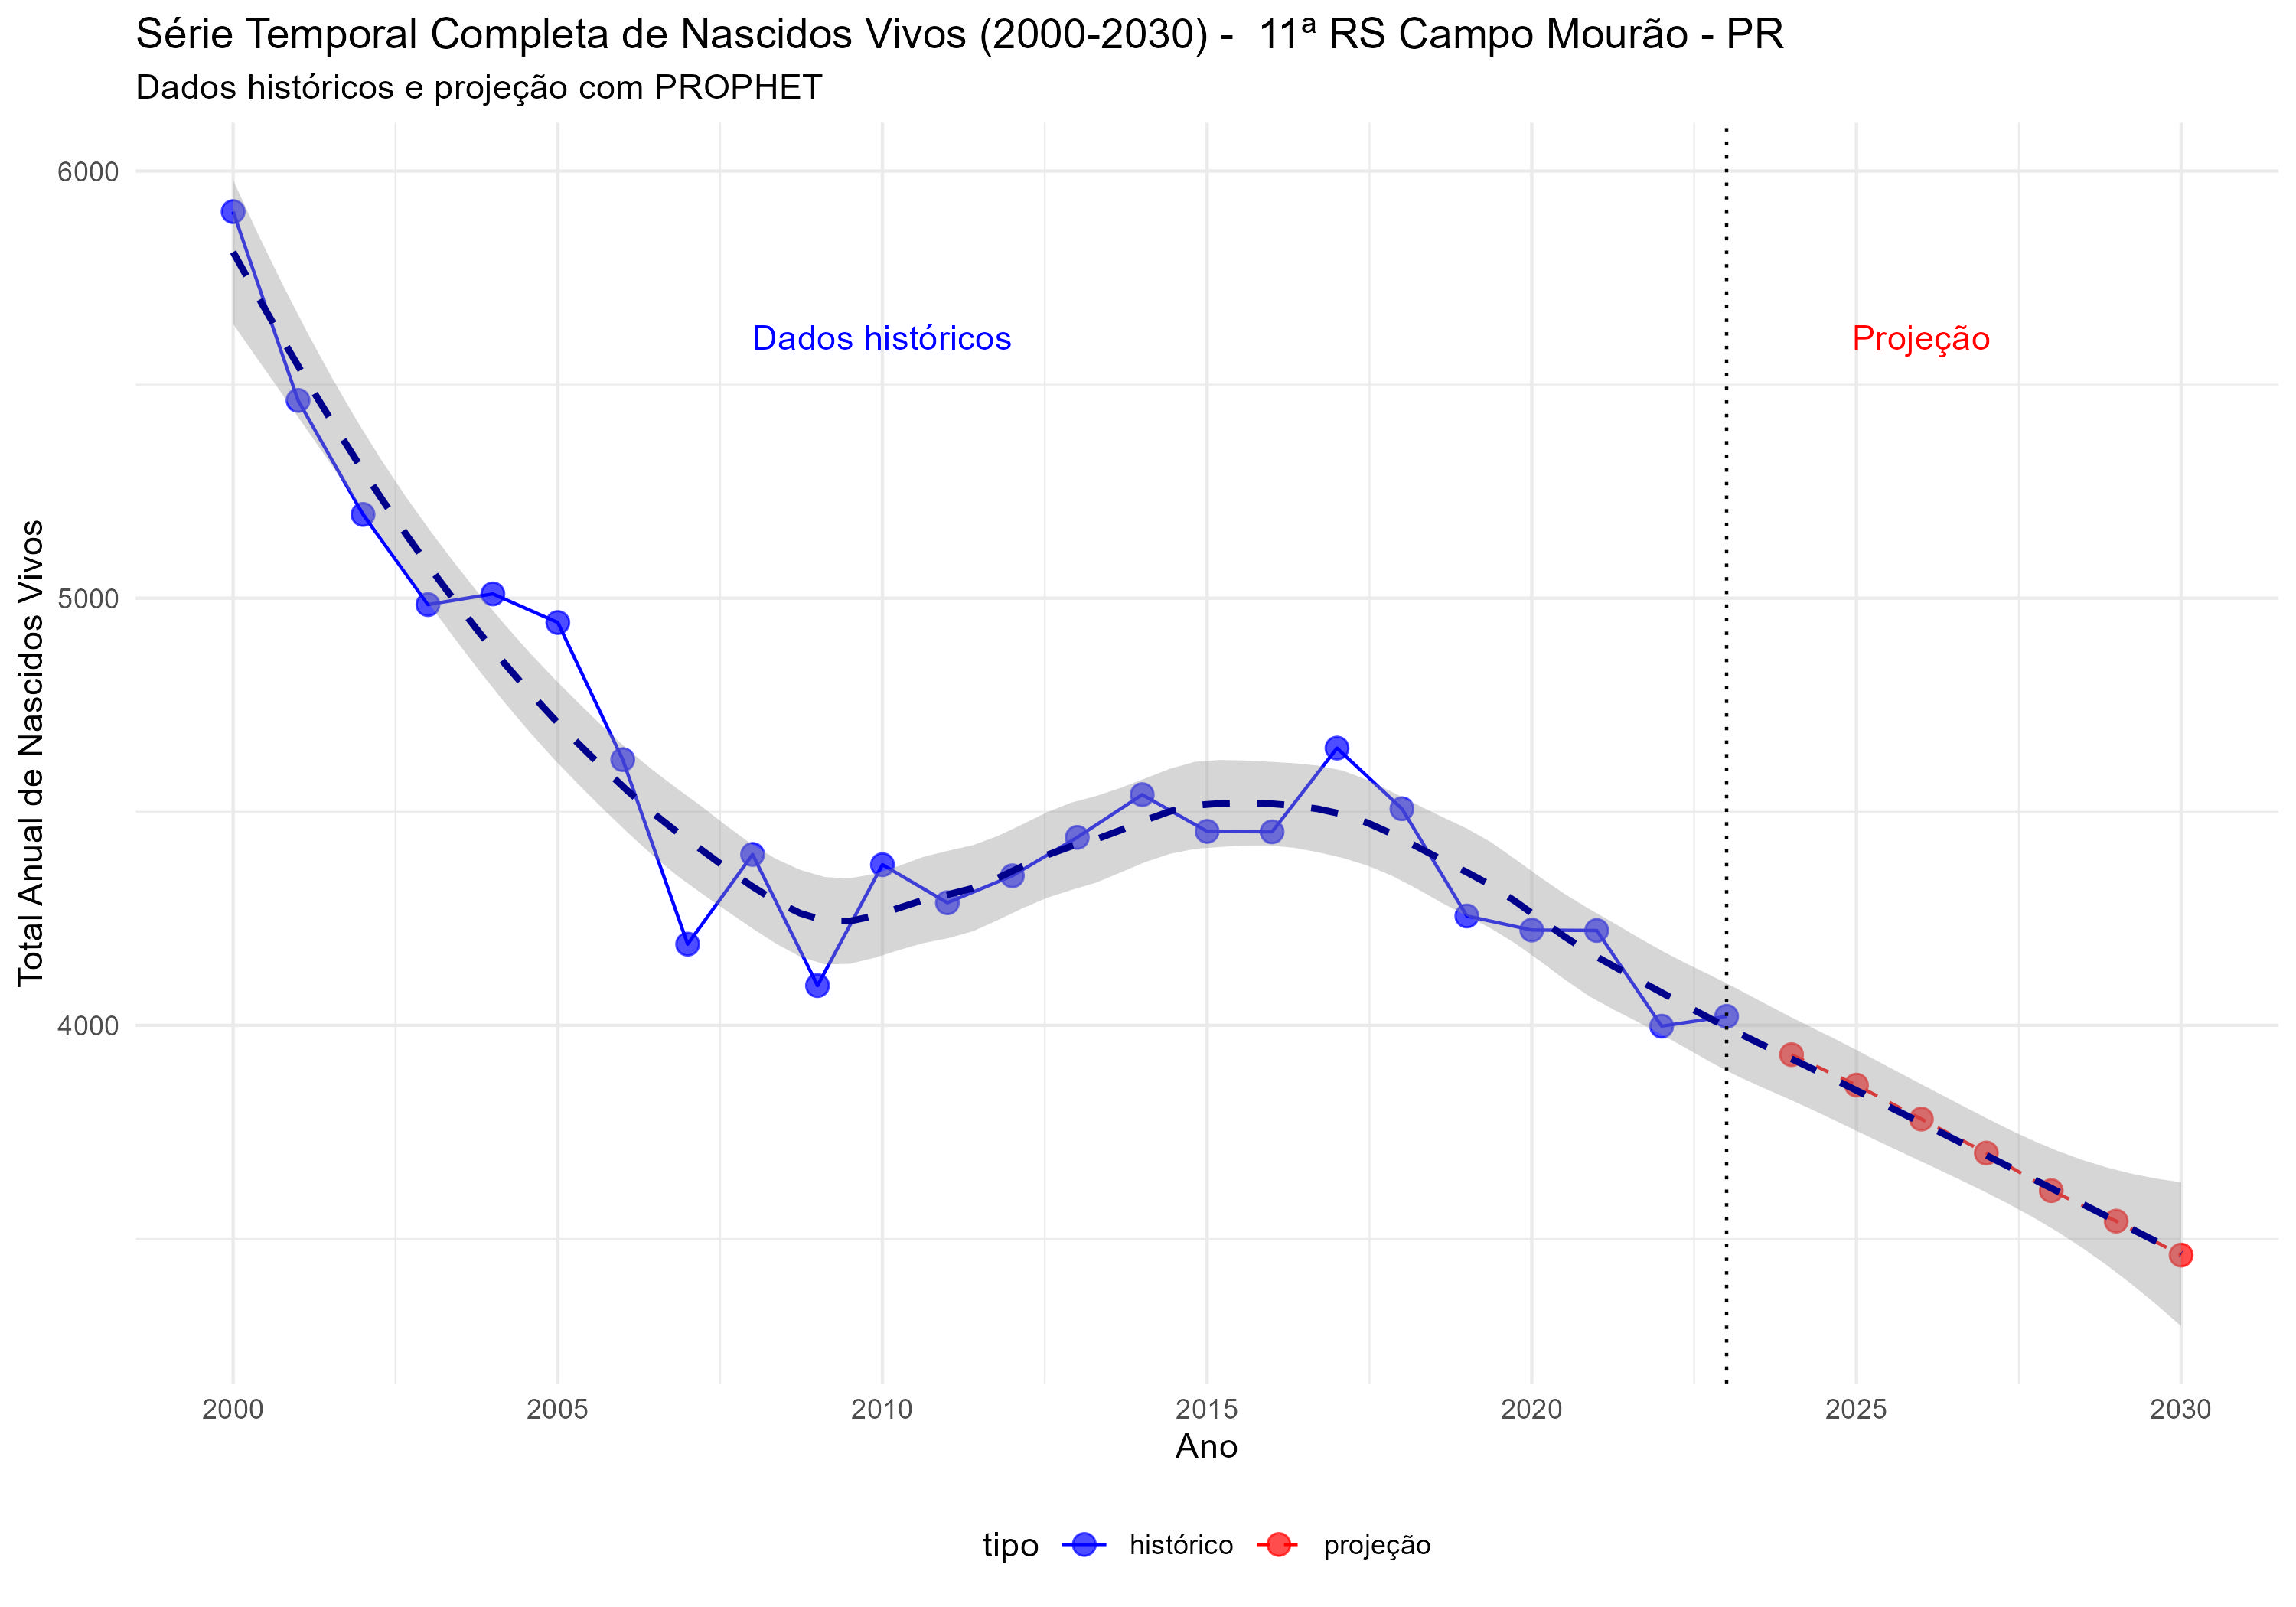 Série Temporal Completa de Nascidos Vivos (2000-2030) -  11ª RS Campo Mourão - PR
Dados históricos e projeção com PROPHET
6000
5000
4000
Total Anual de Nascidos Vivos
Dados históricos
Projeção
2000
2005
2010
2015
2020
2025
2030
Ano
tipo
histórico
projeção